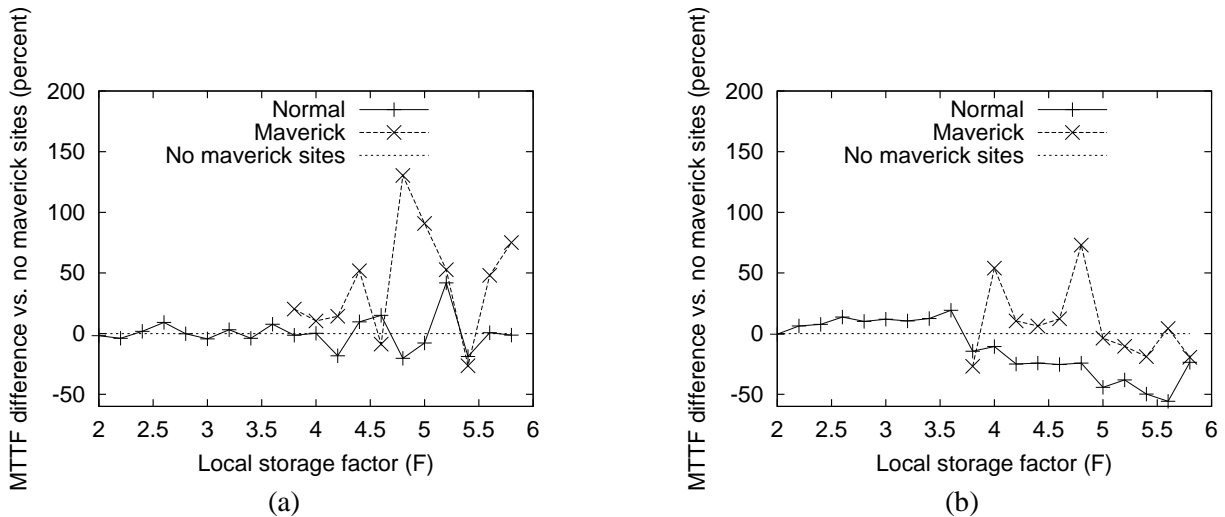 MTTF difference vs. no maverick sites (percent)
200
150
100
50
0
-50
Normal
Maverick
No maverick sites
2 2.5 3 3.5 4 4.5 5 5.5 6
Local storage factor (F)
(a)
MTTF difference vs. no maverick sites (percent)
200
150
100
50
0
-50
Normal
Maverick
No maverick sites
2 2.5 3 3.5 4 4.5 5 5.5 6
Local storage factor (F)
(b)